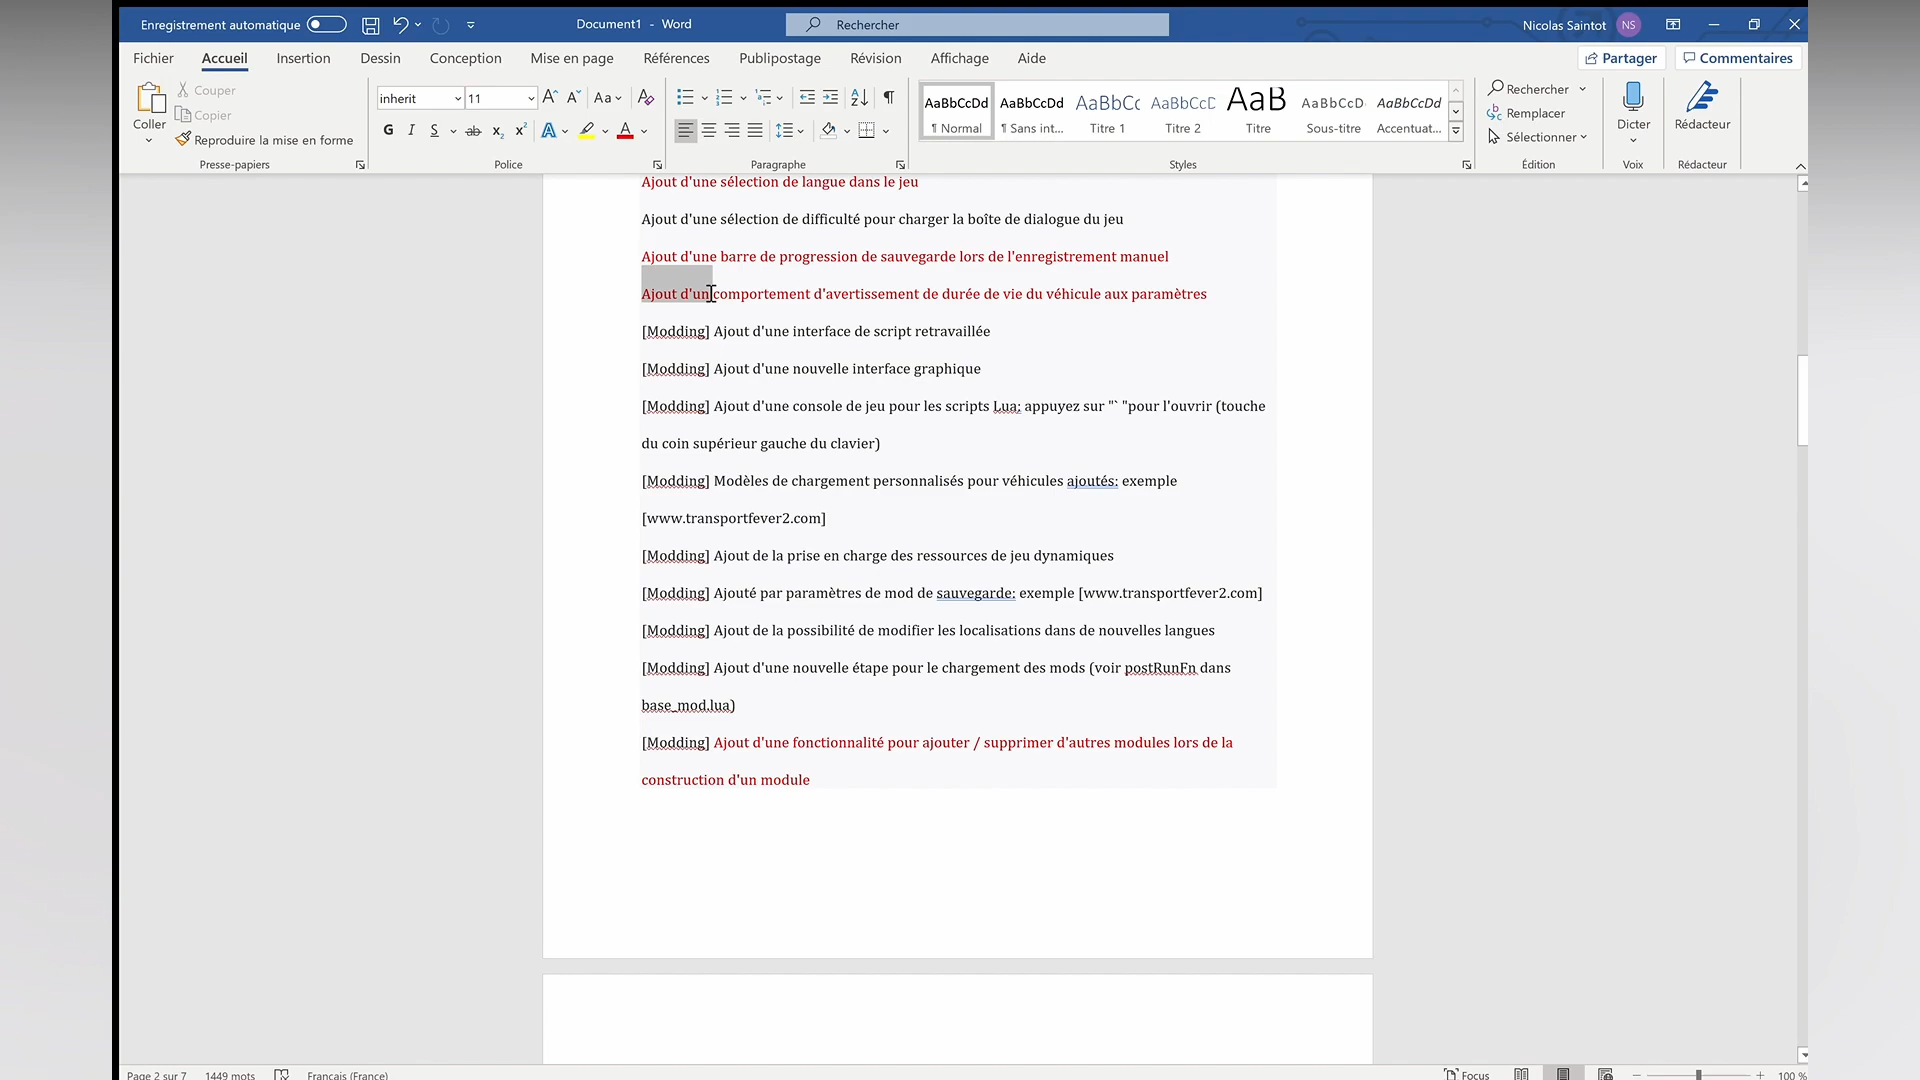 Enregistrement automatique
Document1 - Word
Rechercher
Nicolas Saintot
NS
Fichier
Accueil
Insertion
Dessin
Conception
Mise en page
Références
Publipostage
Révision
Affichage
Aide
Partager
Commentaires
Coller
Couper
Copier
Reproduire la mise en forme
Presse-papiers
inherit
11
Aa
G I S ab x₂ x²
A
A
Police
Paragraphe
AaBbCcDd
¶ Normal
AaBbCcDd
¶ Sans int...
AaBbCc
Titre 1
AaBbCcD
Titre 2
AaB
Titre
AaBbCcD
Sous-titre
AaBbCcDd
Accentuat...
Styles
Rechercher
Remplacer
Sélectionner
Édition
Dicter
Voix
Rédacteur
Rédacteur
Ajout d'une sélection de langue dans le jeu
Ajout d'une sélection de difficulté pour charger la boîte de dialogue du jeu
Ajout d'une barre de progression de sauvegarde lors de l'enregistrement manuel
Ajout d'un comportement d'avertissement de durée de vie du véhicule aux paramètres
[Modding] Ajout d'une interface de script retravaillée
[Modding] Ajout d'une nouvelle interface graphique
[Modding] Ajout d'une console de jeu pour les scripts Lua: appuyez sur "` "pour l'ouvrir (touche
du coin supérieur gauche du clavier)
[Modding] Modèles de chargement personnalisés pour véhicules ajoutés: exemple
[www.transportfever2.com]
[Modding] Ajout de la prise en charge des ressources de jeu dynamiques
[Modding] Ajouté par paramètres de mod de sauvegarde: exemple [www.transportfever2.com]
[Modding] Ajout de la possibilité de modifier les localisations dans de nouvelles langues
[Modding] Ajout d'une nouvelle étape pour le chargement des mods (voir postRunFn dans
base_mod.lua)
[Modding] Ajout d'une fonctionnalité pour ajouter / supprimer d'autres modules lors de la
construction d'un module
Page 2 sur 7
1449 mots
Français (France)
Focus
100 %